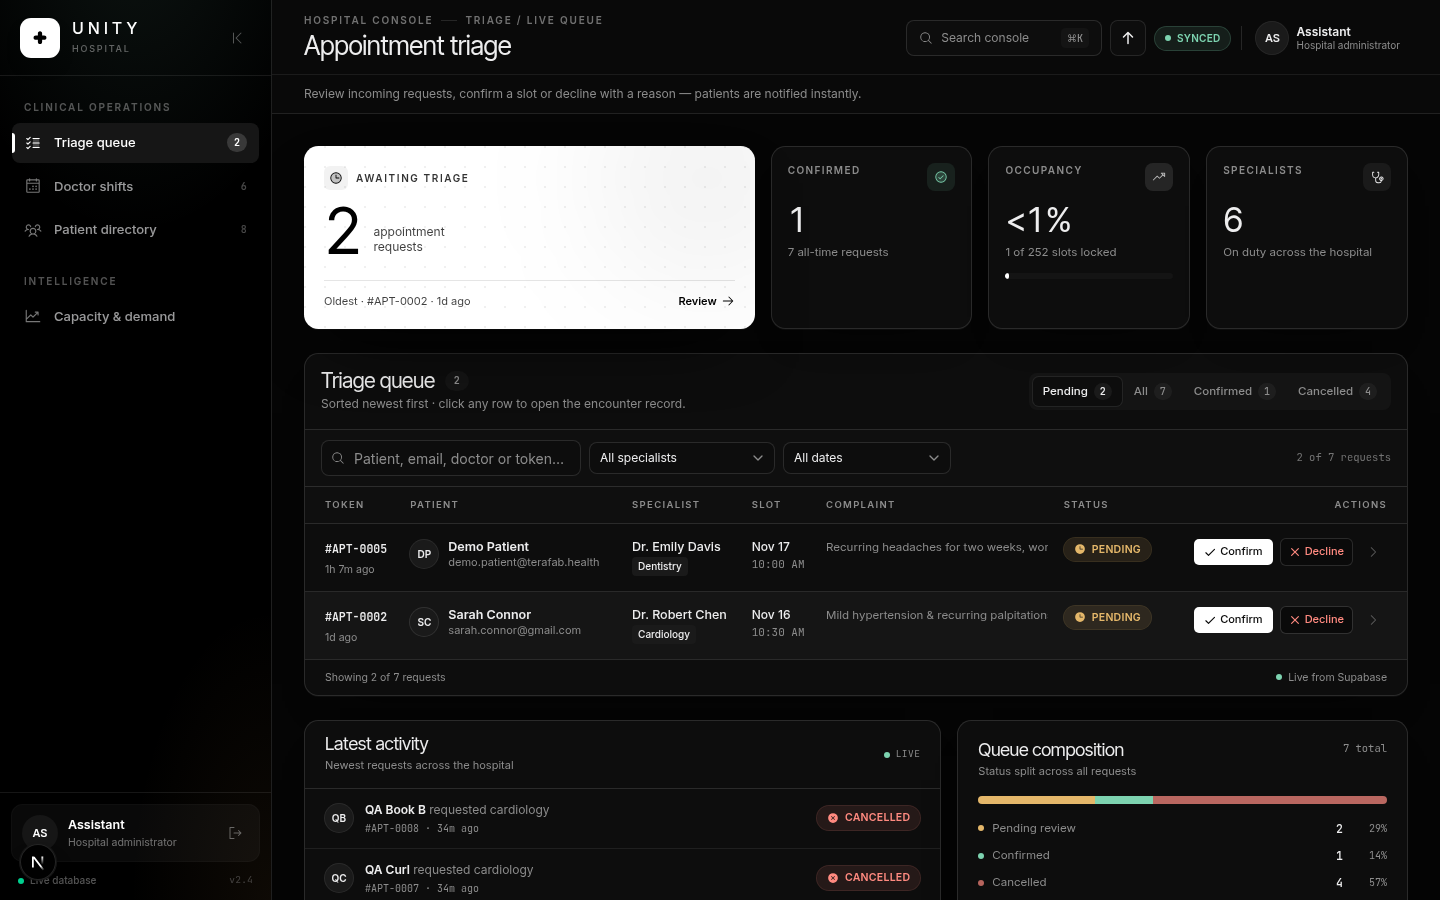 UNITY
HOSPITAL
CLINICAL OPERATIONS
Triage queue 2
Doctor shifts 6
Patient directory 8
INTELLIGENCE
Capacity & demand
AS Assistant
Hospital administrator
N
Live database v2.4
HOSPITAL CONSOLE — TRIAGE / LIVE QUEUE
Appointment triage
Search console ⌘K
SYNCED
AS Assistant
Hospital administrator
Review incoming requests, confirm a slot or decline with a reason — patients are notified instantly.
AWAITING TRIAGE
2 appointment
requests
Oldest · #APT-0002 · 1d ago Review →
CONFIRMED
1
7 all-time requests
OCCUPANCY
<1%
1 of 252 slots locked
SPECIALISTS
6
On duty across the hospital
Triage queue 2
Sorted newest first · click any row to open the encounter record.
Pending 2 All 7 Confirmed 1 Cancelled 4
Patient, email, doctor or token... All specialists All dates 2 of 7 requests
TOKEN PATIENT SPECIALIST SLOT COMPLAINT STATUS ACTIONS
#APT-0005 DP Demo Patient Dr. Emily Davis Nov 17 Recurring headaches for two weeks, wor PENDING Confirm Decline
1h 7m ago demo.patient@terafab.health Dentistry 10:00 AM
#APT-0002 SC Sarah Connor Dr. Robert Chen Nov 16 Mild hypertension & recurring palpitation PENDING Confirm Decline
1d ago sarah.connor@gmail.com Cardiology 10:30 AM
Showing 2 of 7 requests Live from Supabase
Latest activity
Newest requests across the hospital
LIVE
QB QA Book B requested cardiology CANCELLED
#APT-0008 · 34m ago
QC QA Curl requested cardiology CANCELLED
#APT-0007 · 34m ago
Queue composition 7 total
Status split across all requests
Pending review 2 29%
Confirmed 1 14%
Cancelled 4 57%